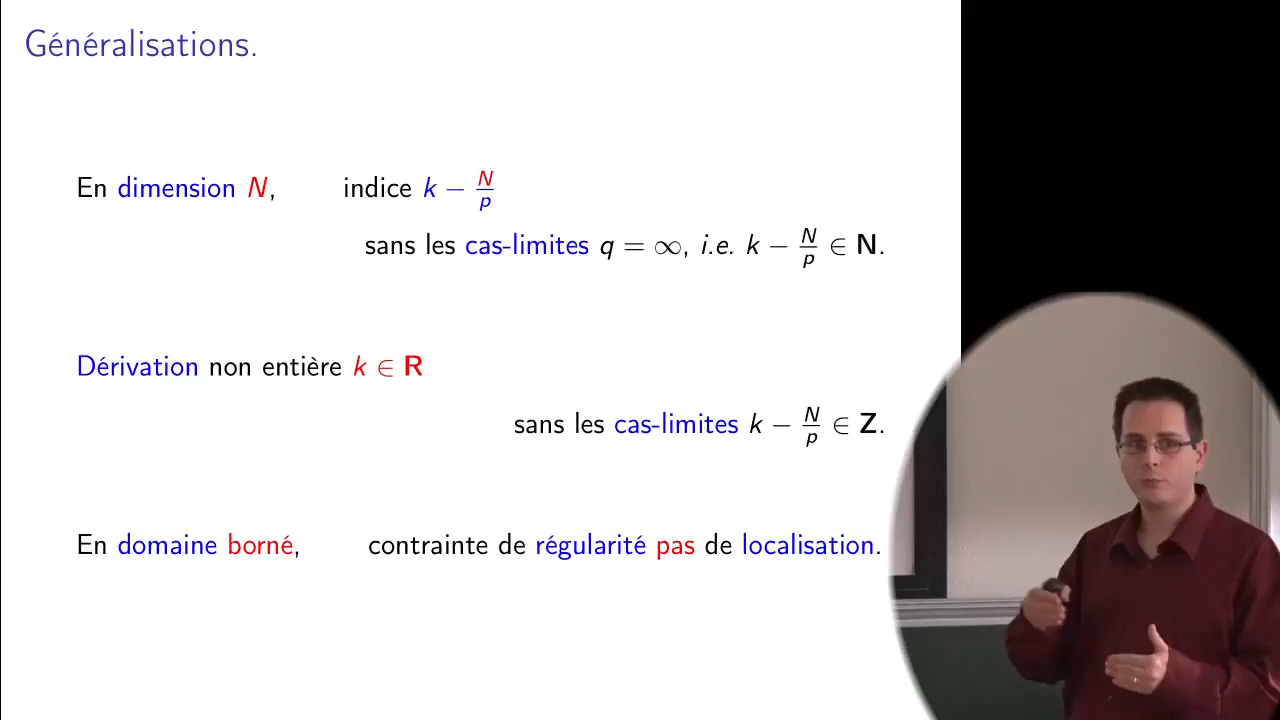 Généralisations.
En dimension N, indice k − N/p
sans les cas-limites q = ∞, i.e. k − N/p ∈ N.
Dérivation non entière k ∈ R
sans les cas-limites k − N/p ∈ Z.
En domaine borné, contrainte de régularité pas de localisation.